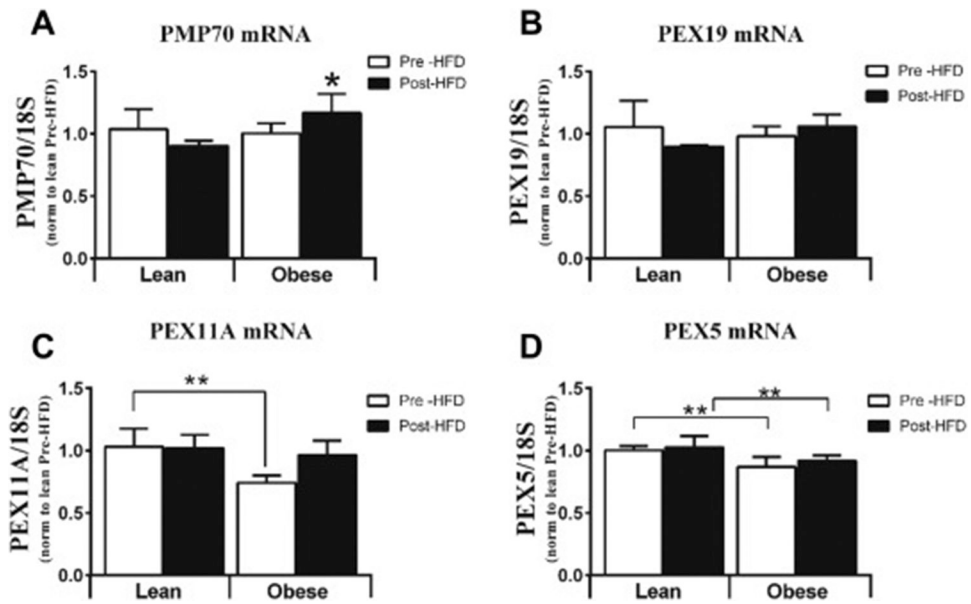 A
PMP70 mRNA
PMP70/18S
(norm to lean Pre-HFD)
1.5
1.0
0.5
0.0
*
Pre -HFD
Post-HFD
Lean
Obese
B
PEX19 mRNA
PEX19/18S
(norm to lean Pre-HFD)
1.5
1.0
0.5
0.0
Pre -HFD
Post-HFD
Lean
Obese
C
PEX11A mRNA
PEX11A/18S
(norm to lean Pre-HFD)
1.5
1.0
0.5
0.0
**
Pre -HFD
Post-HFD
Lean
Obese
D
PEX5 mRNA
PEX5/18S
(norm to lean Pre-HFD)
1.5
1.0
0.5
0.0
**
**
Pre -HFD
Post-HFD
Lean
Obese